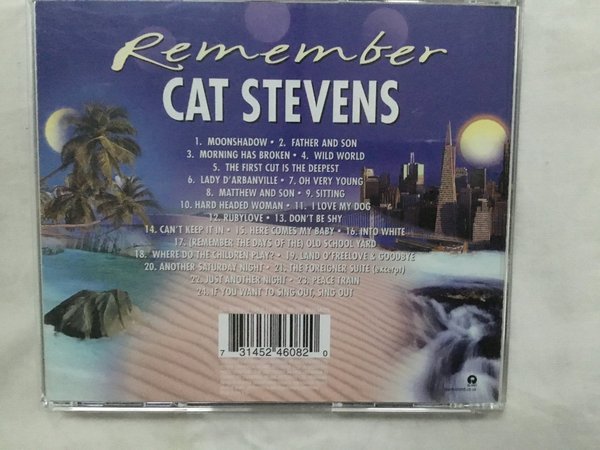 Remember
CAT STEVENS
1. MOONSHADOW • 2. FATHER AND SON
3. MORNING HAS BROKEN • 4. WILD WORLD
5. THE FIRST CUT IS THE DEEPEST
6. LADY D'ARBANVILLE • 7. OH VERY YOUNG
8. MATTHEW AND SON • 9. SITTING
10. HARD HEADED WOMAN • 11. I LOVE MY DOG
12. RUBYLOVE • 13. DON'T BE SHY
14. CAN'T KEEP IT IN • 15. HERE COMES MY BABY • 16. INTO WHITE
17. (REMEMBER THE DAYS OF THE) OLD SCHOOL YARD
18. WHERE DO THE CHILDREN PLAY? • 19. LAND O'FREELOVE & GOODBYE
20. ANOTHER SATURDAY NIGHT • 21. THE FOREIGNER SUITE (excerpt)
22. JUST ANOTHER NIGHT • 23. PEACE TRAIN
24. IF YOU WANT TO SING OUT, SING OUT
7 31452 46082 0